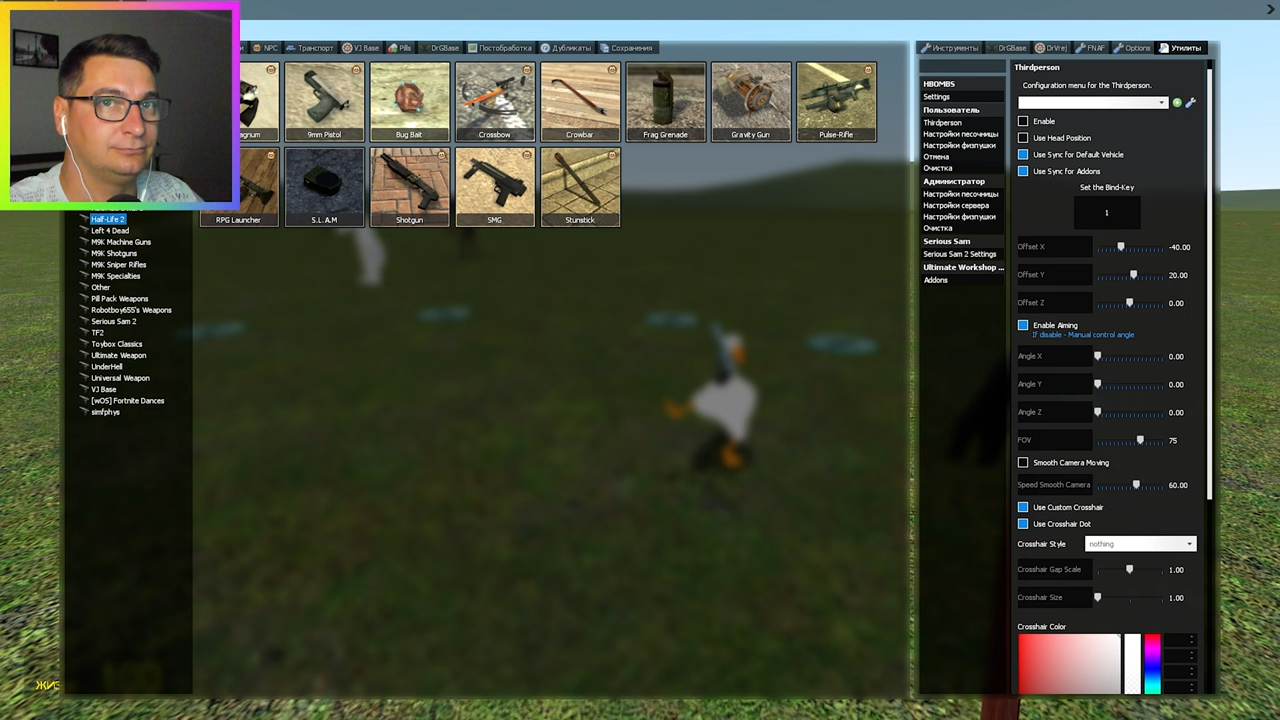 NPC
Транспорт
VJ Base
Pills
DrGBase
Постобработка
Дубликаты
Сохранения
9mm Pistol
Bug Bait
Crossbow
Crowbar
Frag Grenade
Gravity Gun
Pulse-Rifle
RPG Launcher
S.L.A.M
Shotgun
SMG
Stunstick
Half-Life 2
Left 4 Dead
M9K Machine Guns
M9K Shotguns
M9K Sniper Rifles
M9K Specialties
Other
Pill Pack Weapons
Robotboy655's Weapons
Serious Sam 2
TF2
Toybox Classics
Ultimate Weapon
UnderHell
Universal Weapon
VJ Base
[wOS] Fortnite Dances
simfphys
Инструменты
DrGBase
DrVrej
FNAF
Options
Утилиты
HBOMBS
Settings
Пользователь
Thirdperson
Настройки песочницы
Настройки физпушки
Отмена
Очистка
Администратор
Настройки песочницы
Настройки сервера
Настройки физпушки
Очистка
Serious Sam
Serious Sam 2 Settings
Ultimate Workshop ...
Addons
Thirdperson
Configuration menu for the Thirdperson.
Enable
Use Head Position
Use Sync for Default Vehicle
Use Sync for Addons
Set the Bind-Key
1
Offset X -40.00
Offset Y 20.00
Offset Z 0.00
Enable Aiming
If disable - Manual control angle
Angle X 0.00
Angle Y 0.00
Angle Z 0.00
FOV 75
Smooth Camera Moving
Speed Smooth Camera 60.00
Use Custom Crosshair
Use Crosshair Dot
Crosshair Style nothing
Crosshair Gap Scale 1.00
Crosshair Size 1.00
Crosshair Color